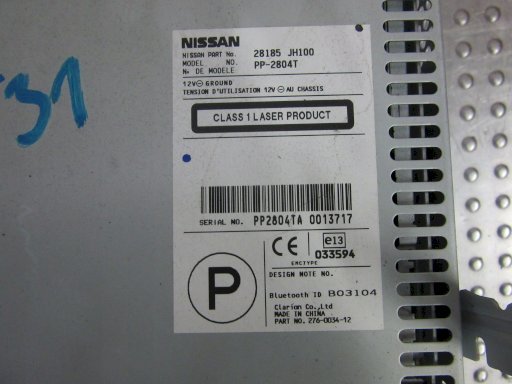 NISSAN
NISSAN PART No. 28185 JH100
MODEL NO. PP-2804T
No DE MODELE
12V⊖GROUND
TENSION D'UTILISATION 12V ⊖ AU CHASSIS
CLASS 1 LASER PRODUCT
SERIAL NO. PP2804TA 0013717
CE e13
033594
P
DESIGN NOTE NO.
Bluetooth ID B03104
Clarion Co.,Ltd
MADE IN CHINA
PART NO. 276-0034-12
31